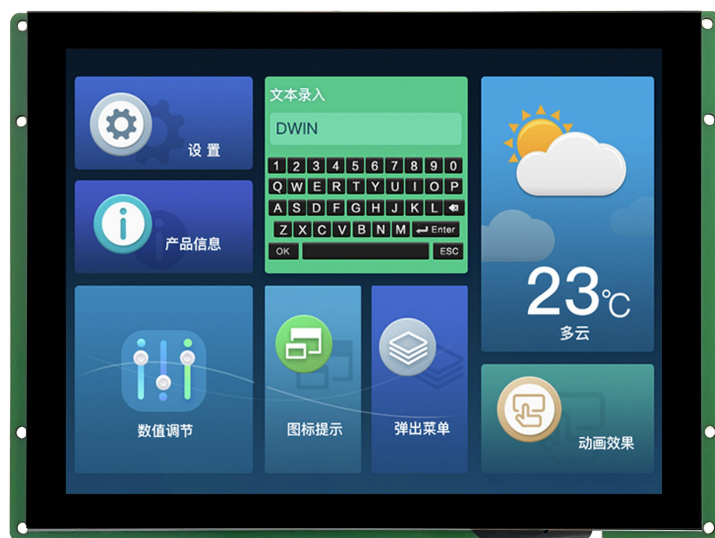 设置
产品信息
文本录入
DWIN
1 2 3 4 5 6 7 8 9 0
Q W E R T Y U I O P
A S D F G H J K L
Z X C V B N M Enter
OK ESC
23℃
多云
数值调节
图标提示
弹出菜单
动画效果